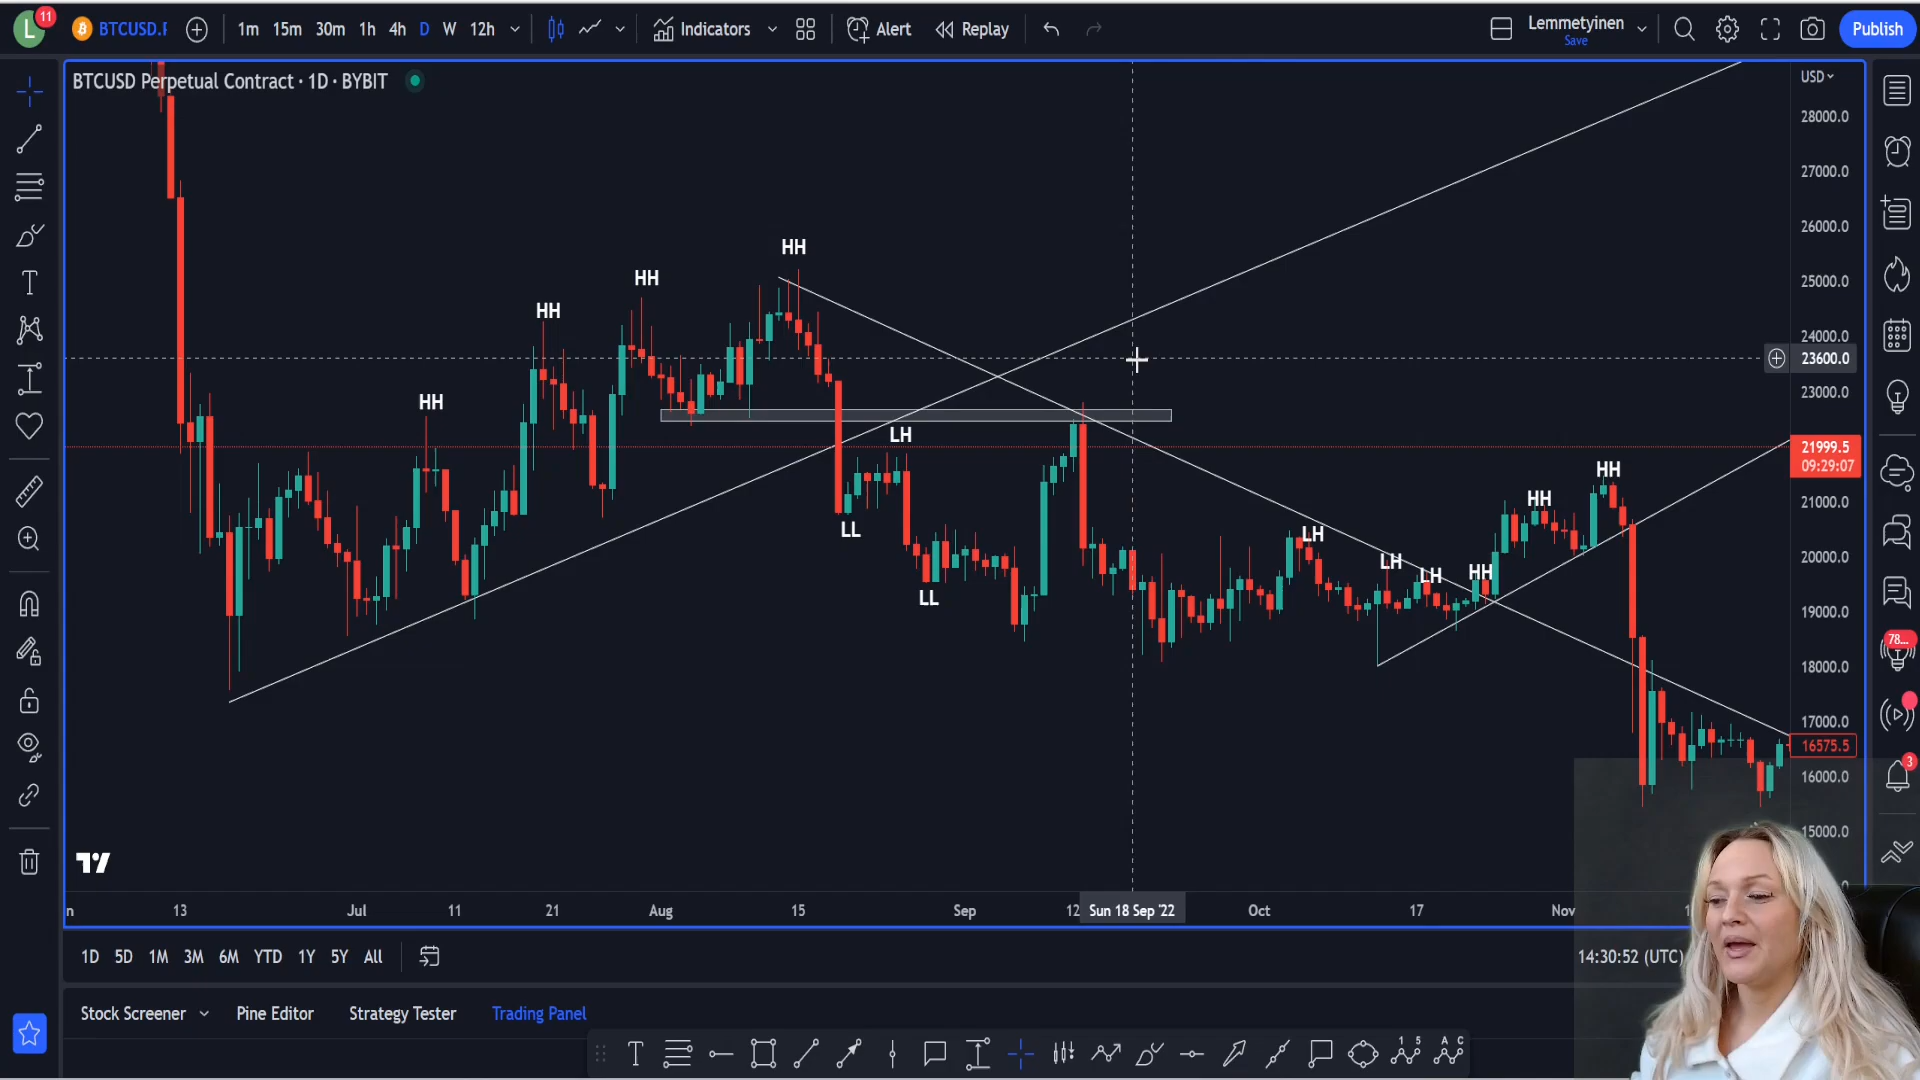 L
11
BTCUSD.F
1m 15m 30m 1h 4h D W 12h
Indicators
Alert
Replay
Lemmetyinen
Save
Publish
BTCUSD Perpetual Contract · 1D · BYBIT
USD
28000.0
27000.0
26000.0
25000.0
24000.0
23600.0
23000.0
21999.5
09:29:07
21000.0
20000.0
19000.0
18000.0
17000.0
16575.5
16000.0
15000.0
HH
HH
HH
HH
LH
LL
LL
LH
LH
LH
HH
HH
HH
78...
3
13 Jul 11 21 Aug 15 Sep 12 Sun 18 Sep '22 Oct 17 Nov
1D 5D 1M 3M 6M YTD 1Y 5Y All
14:30:52 (UTC)
Stock Screener Pine Editor Strategy Tester Trading Panel